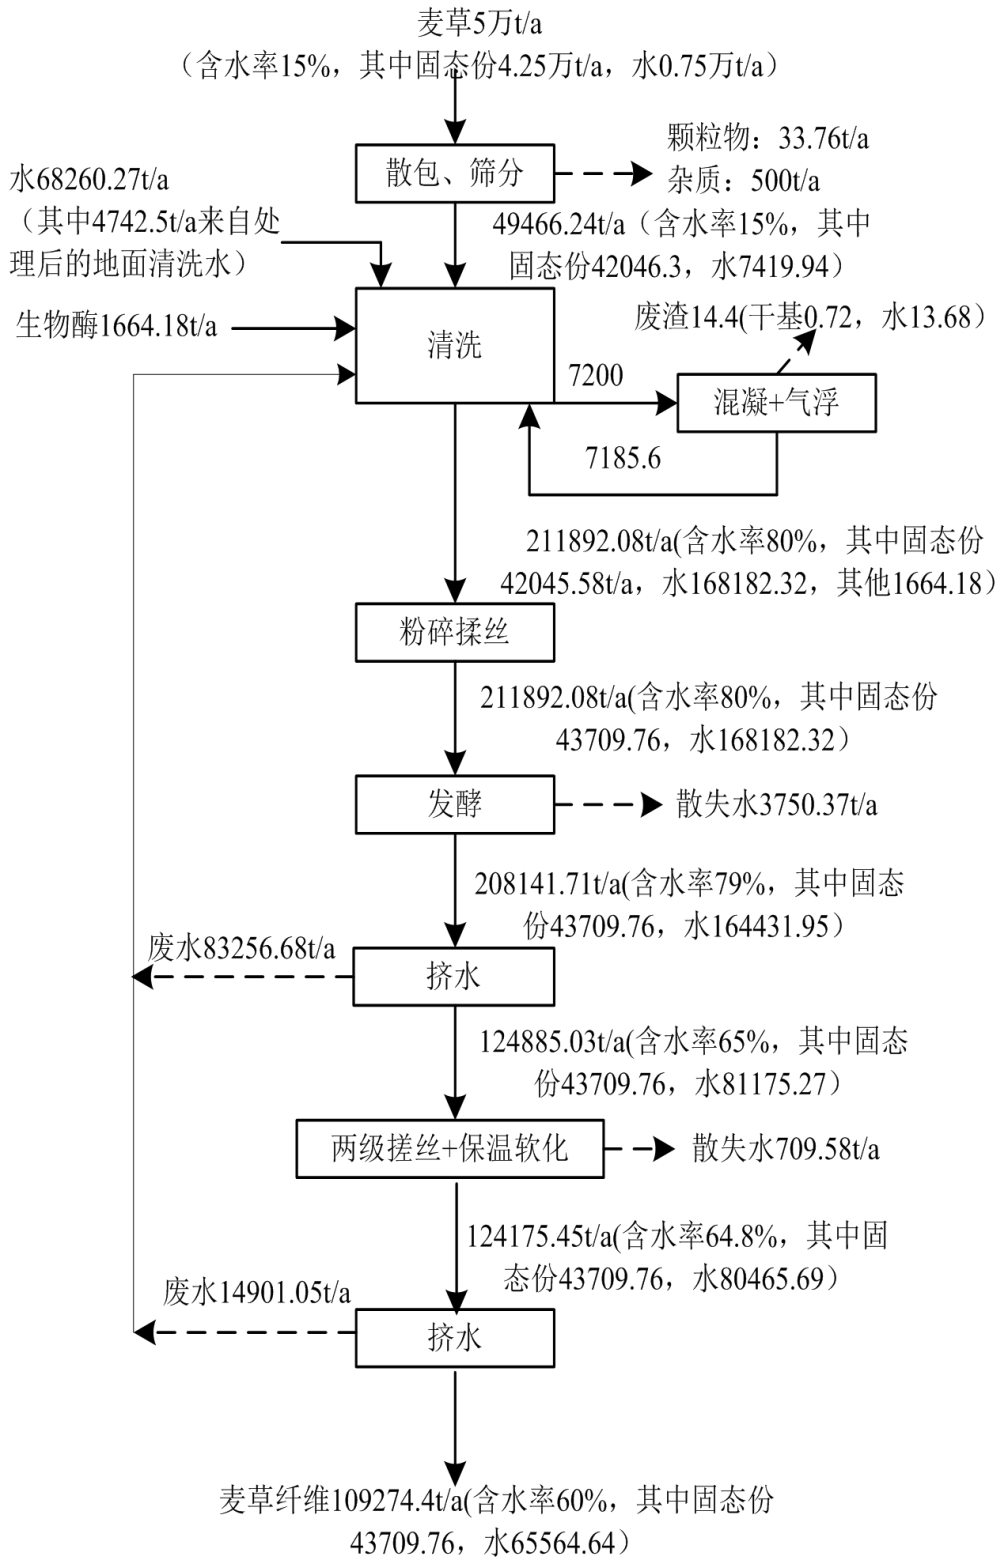 麦草5万t/a
（含水率15%，其中固态份4.25万t/a，水0.75万t/a）
散包、筛分
颗粒物：33.76t/a
杂质：500t/a
水68260.27t/a
（其中4742.5t/a来自处
理后的地面清洗水）
49466.24t/a（含水率15%，其中
固态份42046.3，水7419.94）
生物酶1664.18t/a
清洗
废渣14.4(干基0.72，水13.68）
7200
混凝+气浮
7185.6
211892.08t/a(含水率80%，其中固态份
42045.58t/a，水168182.32，其他1664.18）
粉碎揉丝
211892.08t/a(含水率80%，其中固态份
43709.76，水168182.32）
发酵
散失水3750.37t/a
208141.71t/a(含水率79%，其中固态
份43709.76，水164431.95）
废水83256.68t/a
挤水
124885.03t/a(含水率65%，其中固态
份43709.76，水81175.27）
两级搓丝+保温软化
散失水709.58t/a
124175.45t/a(含水率64.8%，其中固
态份43709.76，水80465.69）
废水14901.05t/a
挤水
麦草纤维109274.4t/a(含水率60%，其中固态份
43709.76，水65564.64）